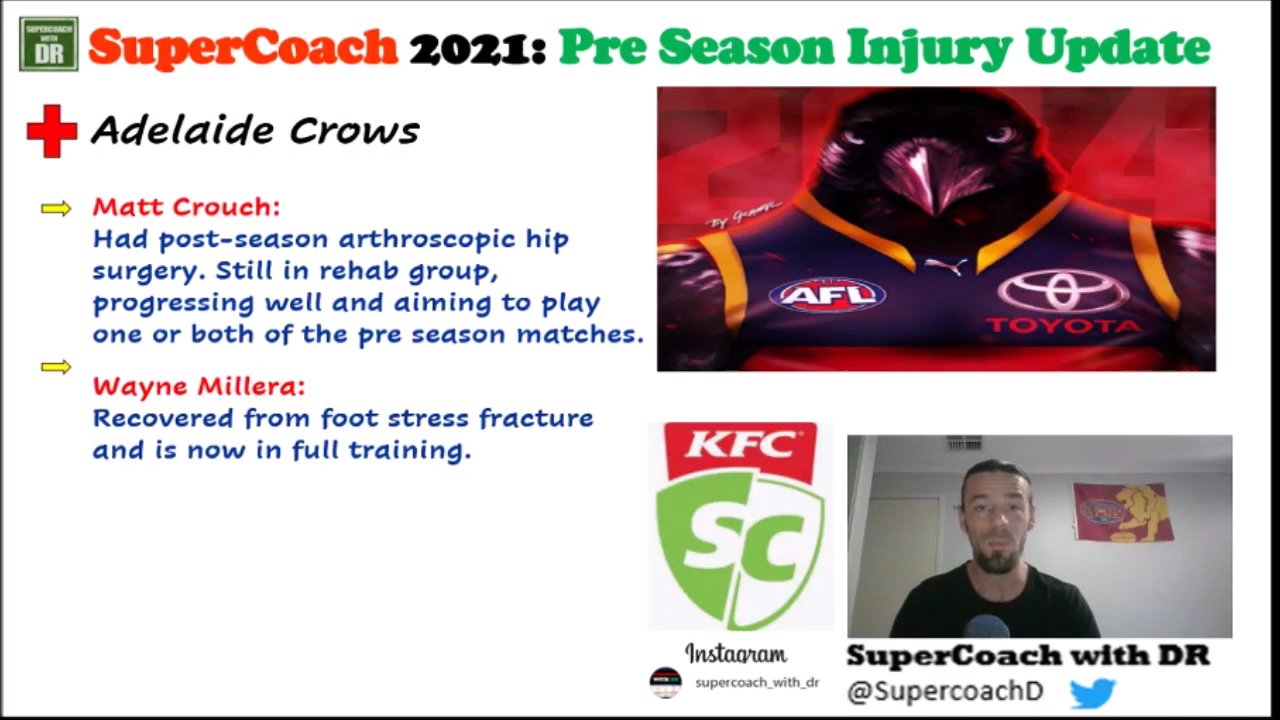 SUPERCOACH
WITH
DR
SuperCoach 2021: Pre Season Injury Update
Adelaide Crows
Matt Crouch:
Had post-season arthroscopic hip
surgery. Still in rehab group,
progressing well and aiming to play
one or both of the pre season matches.
Wayne Millera:
Recovered from foot stress fracture
and is now in full training.
AFL
TOYOTA
KFC
SC
Instagram
supercoach_with_dr
SuperCoach with DR
@SupercoachD